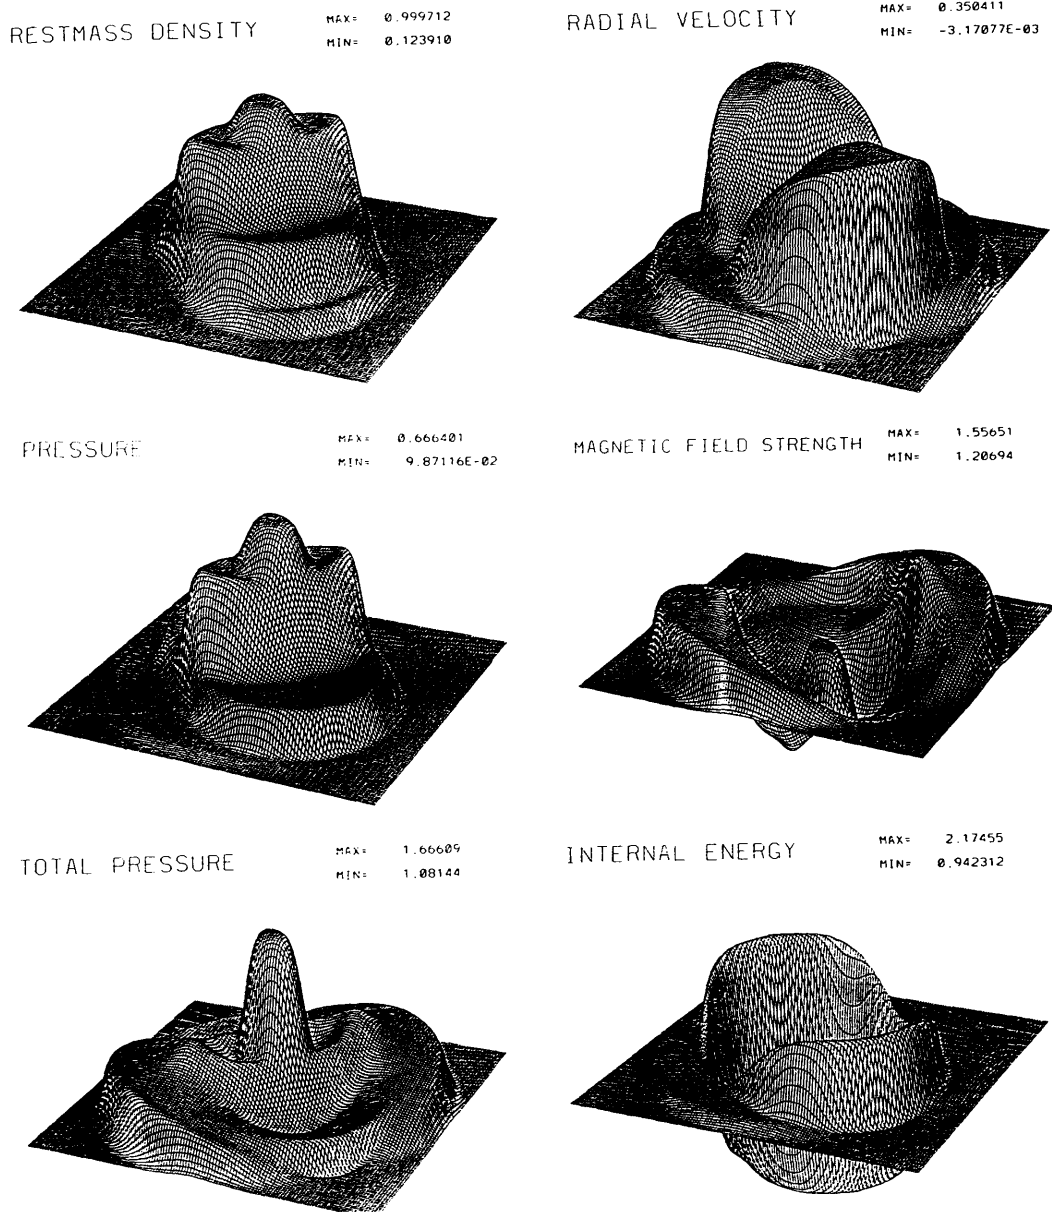 RESTMASS DENSITY
MAX= 0.999712
MIN= 0.123910
RADIAL VELOCITY
MAX= 0.350411
MIN= -3.17077E-03
PRESSURE
MAX= 0.666401
MIN= 9.87116E-02
MAGNETIC FIELD STRENGTH
MAX= 1.55651
MIN= 1.20694
TOTAL PRESSURE
MAX= 1.66609
MIN= 1.08144
INTERNAL ENERGY
MAX= 2.17455
MIN= 0.942312